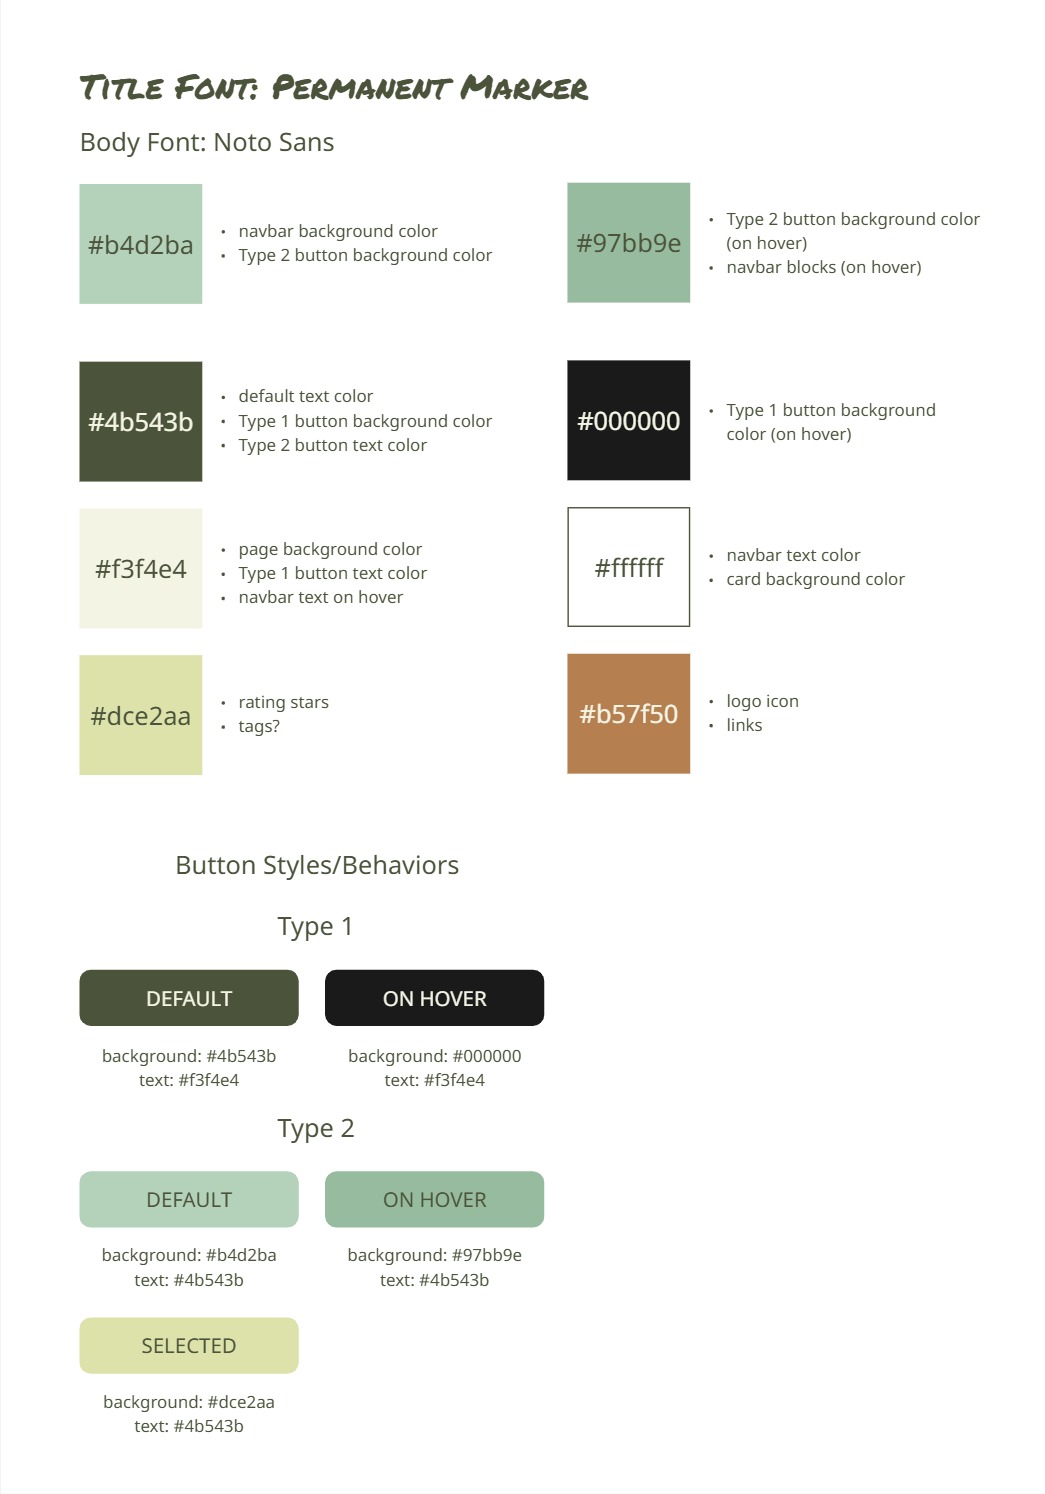 Title Font: Permanent Marker
Body Font: Noto Sans
#b4d2ba
• navbar background color
• Type 2 button background color
#97bb9e
• Type 2 button background color
(on hover)
• navbar blocks (on hover)
#4b543b
• default text color
• Type 1 button background color
• Type 2 button text color
#000000
• Type 1 button background
color (on hover)
#f3f4e4
• page background color
• Type 1 button text color
• navbar text on hover
#ffffff
• navbar text color
• card background color
#dce2aa
• rating stars
• tags?
#b57f50
• logo icon
• links
Button Styles/Behaviors
Type 1
DEFAULT
background: #4b543b
text: #f3f4e4
ON HOVER
background: #000000
text: #f3f4e4
Type 2
DEFAULT
background: #b4d2ba
text: #4b543b
ON HOVER
background: #97bb9e
text: #4b543b
SELECTED
background: #dce2aa
text: #4b543b